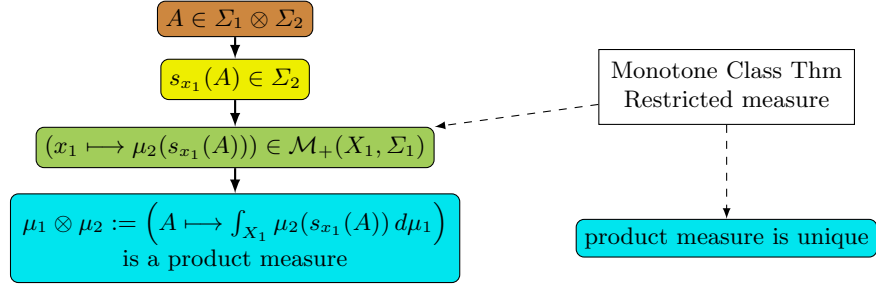 A ∈ Σ₁ ⊗ Σ₂
s_{x₁}(A) ∈ Σ₂
(x₁ ⟼ μ₂(s_{x₁}(A))) ∈ ℳ₊(X₁, Σ₁)
μ₁ ⊗ μ₂ := (A ⟼ ∫_{X₁} μ₂(s_{x₁}(A)) dμ₁)
is a product measure
Monotone Class Thm
Restricted measure
product measure is unique